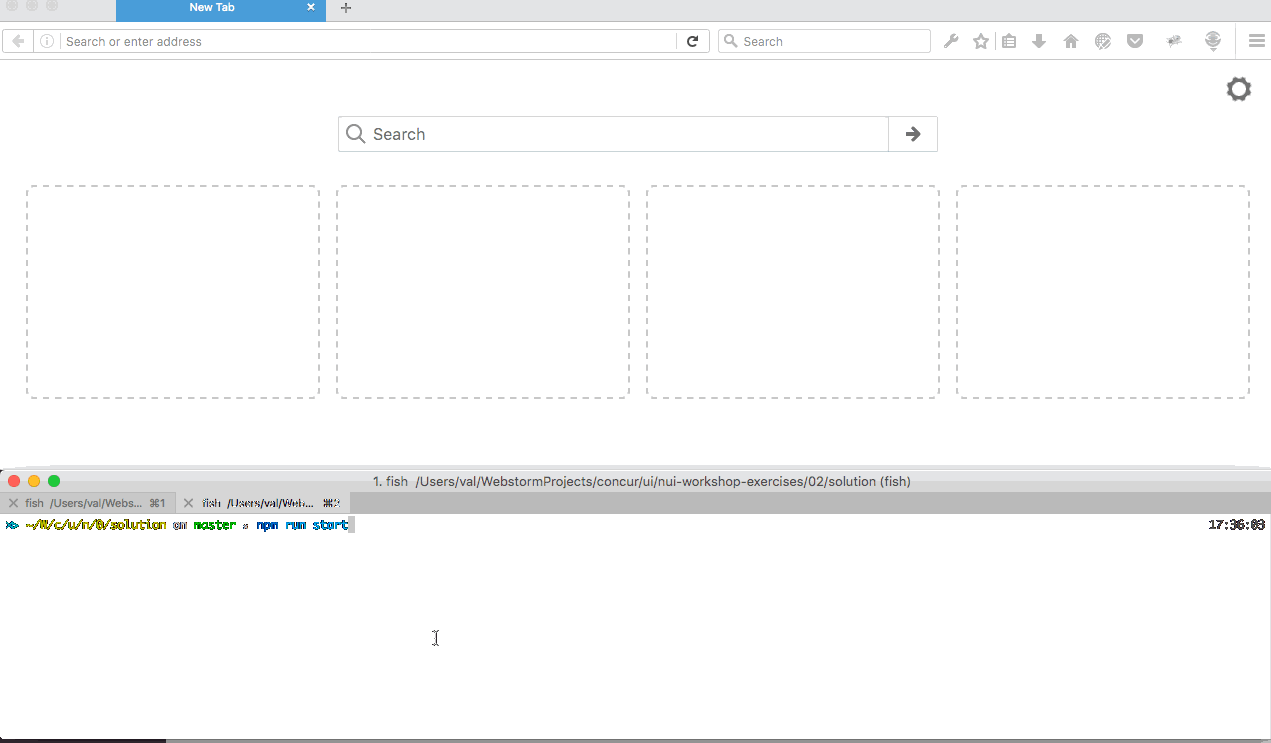 New Tab
Search or enter address
Search
Search
1. fish /Users/val/WebstormProjects/concur/ui/nui-workshop-exercises/02/solution (fish)
fish /Users/val/Webs... ⌘1
fish /Users/val/Web... ⌘2
/solution on master npm run start
17:36:03